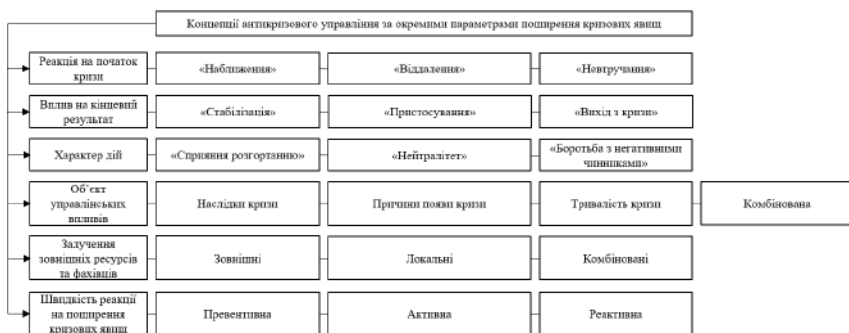 Концепції антикризового управління за окремими параметрами поширення кризових явищ
Реакція на початок
кризи
«Наближення»
«Віддалення»
«Невтручання»
Вплив на кінцевий
результат
«Стабілізація»
«Пристосування»
«Вихід з кризи»
Характер дій
«Сприяння розгортанню»
«Нейтралітет»
«Боротьба з негативними
чинниками»
Об’єкт
управлінських
впливів
Наслідки кризи
Причини появи кризи
Тривалість кризи
Комбінована
Залучення
зовнішніх ресурсів
та фахівців
Зовнішні
Локальні
Комбіновані
Швидкість реакції
на поширення
кризових явищ
Превентивна
Активна
Реактивна